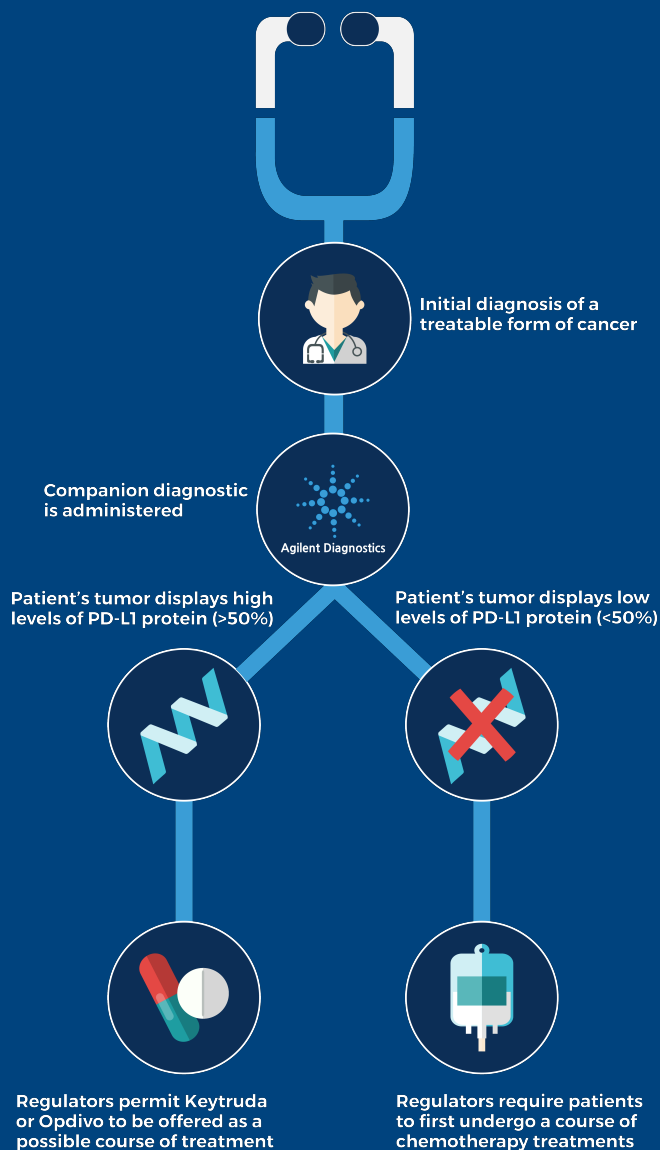 Initial diagnosis of a
treatable form of cancer
Companion diagnostic
is administered
Agilent Diagnostics
Patient's tumor displays high
levels of PD-L1 protein (>50%)
Patient's tumor displays low
levels of PD-L1 protein (<50%)
Regulators permit Keytruda
or Opdivo to be offered as a
possible course of treatment
Regulators require patients
to first undergo a course of
chemotherapy treatments